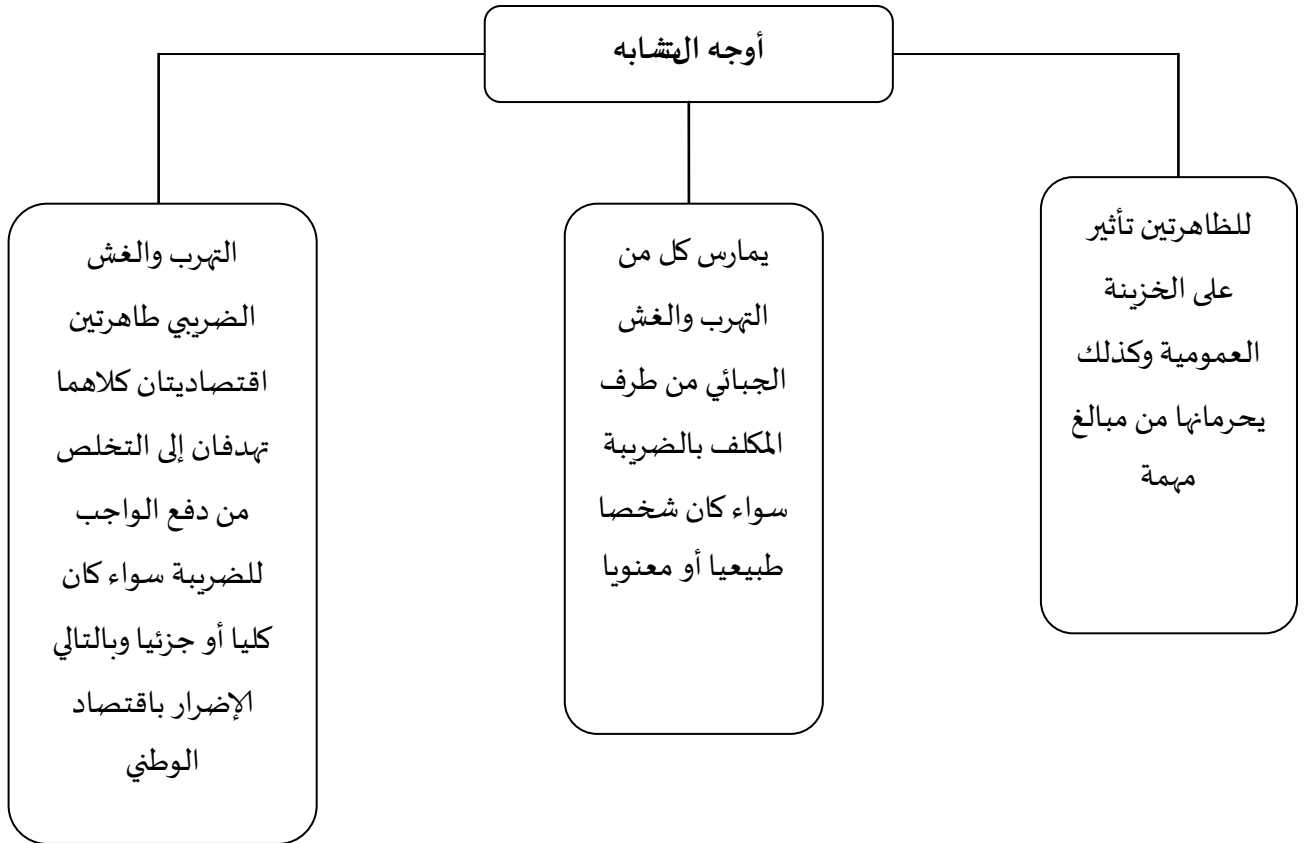 أوجه التشابه
للظاهرتين تأثير
على الخزينة
العمومية وكذلك
يحرمانها من مبالغ
مهمة
يمارس كل من
التهرب والغش
الجبائي من طرف
المكلف بالضريبة
سواء كان شخصا
طبيعيا أو معنويا
التهرب والغش
الضريبي طاهرتين
اقتصاديتان كلاهما
تهدفان إلى التخلص
من دفع الواجب
للضريبة سواء كان
كليا أو جزئيا وبالتالي
الإضرار باقتصاد
الوطني